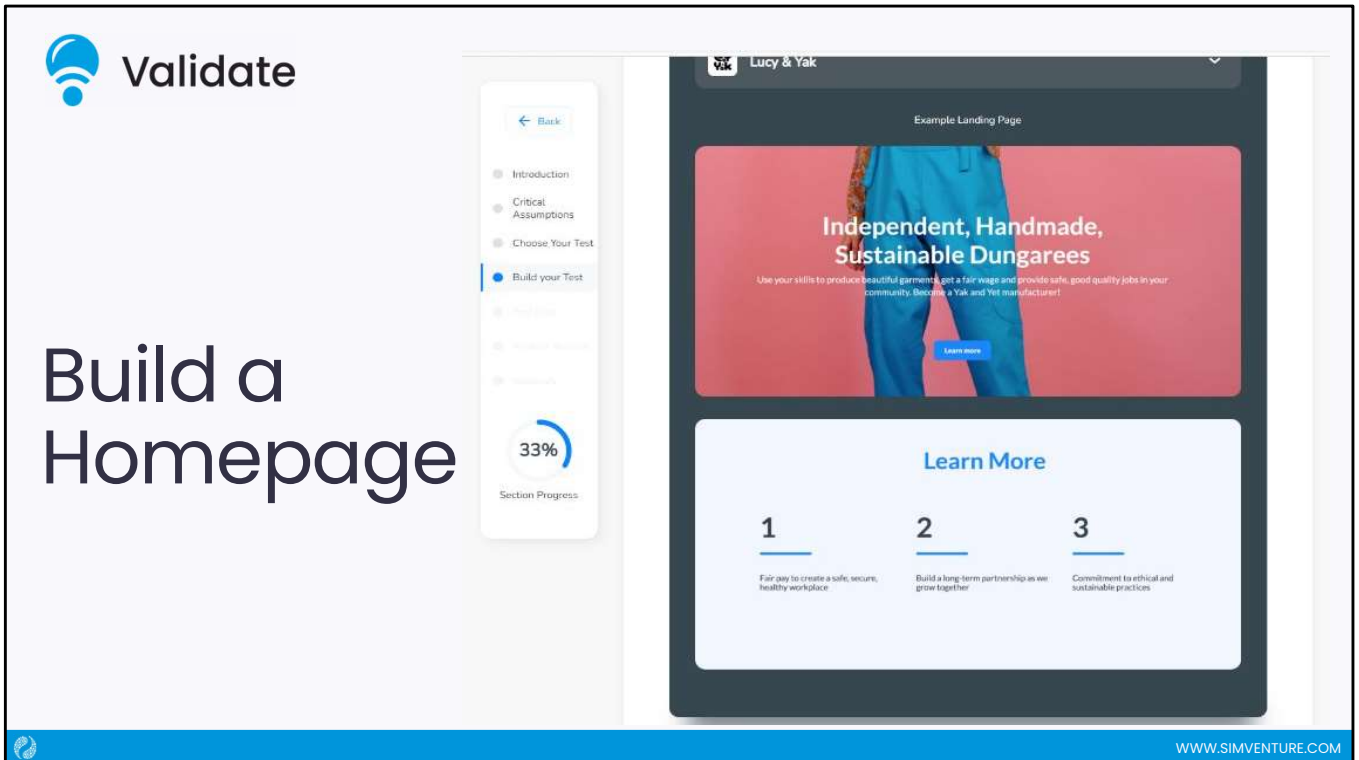 Validate
Build a
Homepage
← Back
Introduction
Critical
Assumptions
Choose Your Test
Build your Test
33%
Section Progress
Lucy & Yak
Example Landing Page
Independent, Handmade,
Sustainable Dungarees
Use your skills to produce beautiful garments, get a fair wage and provide safe, good quality jobs in your
community. Become a Yak and Yet manufacturer!
Learn more
Learn More
1
Fair pay to create a safe, secure,
healthy workplace
2
Build a long-term partnership as we
grow together
3
Commitment to ethical and
sustainable practices
WWW.SIMVENTURE.COM